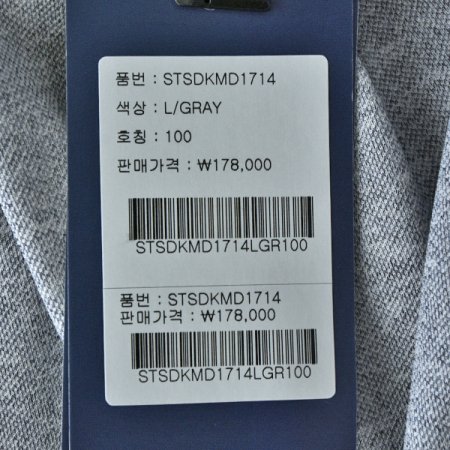 품번 : STSDKMD1714
색상 : L/GRAY
호칭 : 100
판매가격 : ₩178,000
STSDKMD1714LGR100
품번 : STSDKMD1714
판매가격 : ₩178,000
STSDKMD1714LGR100